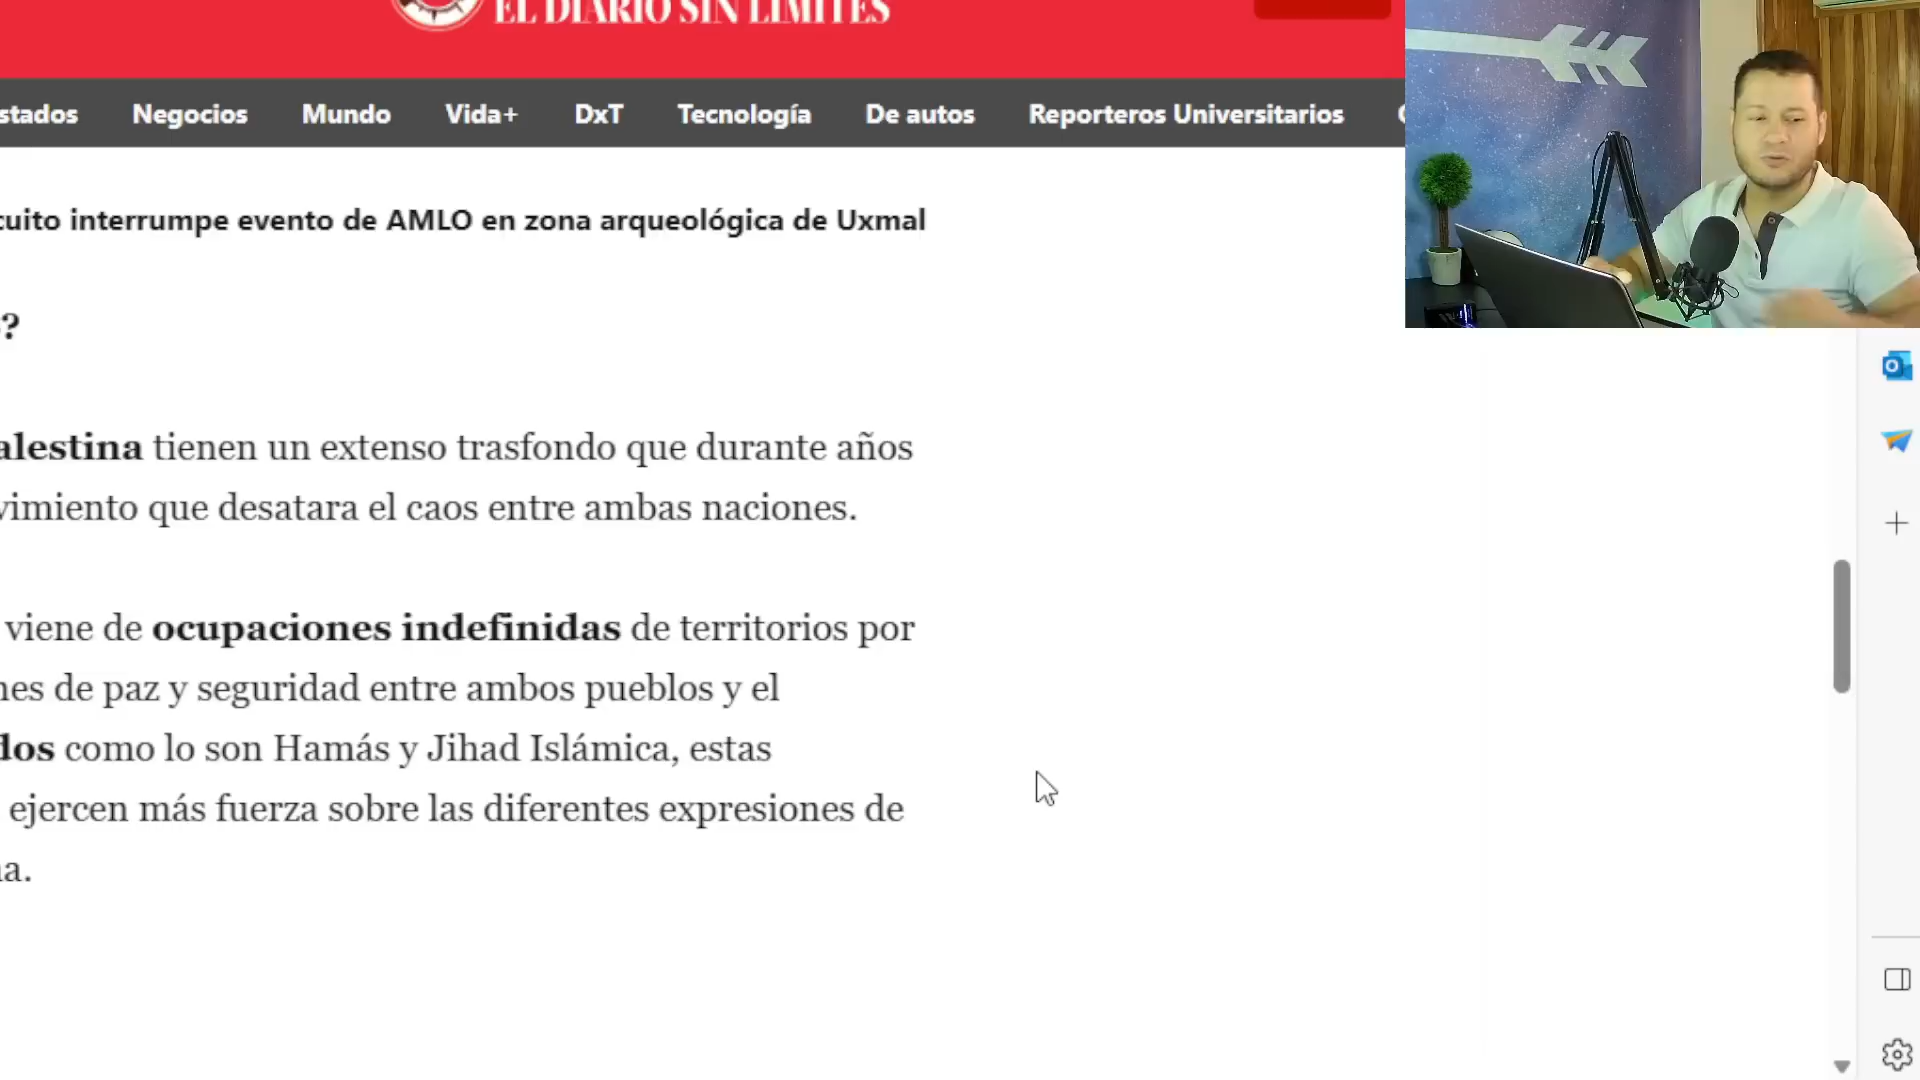 EL DIARIO SIN LÍMITES
stados Negocios Mundo Vida+ DxT Tecnología De autos Reporteros Universitarios
cuito interrumpe evento de AMLO en zona arqueológica de Uxmal
?
alestina tienen un extenso trasfondo que durante años
vimiento que desatara el caos entre ambas naciones.
viene de ocupaciones indefinidas de territorios por
nes de paz y seguridad entre ambos pueblos y el
dos como lo son Hamás y Jihad Islámica, estas
ejercen más fuerza sobre las diferentes expresiones de
a.